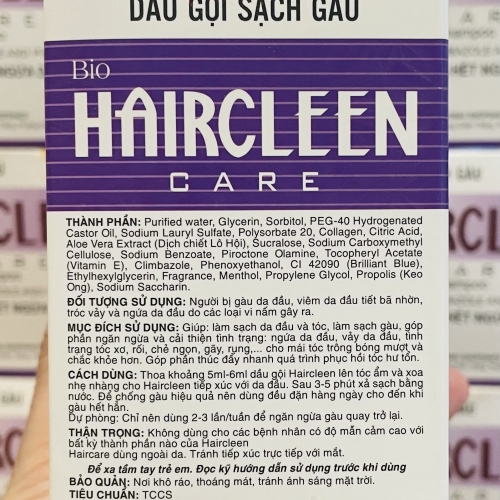 DẦU GỘI SẠCH GÀU
Bio
HAIRCLEEN
CARE
THÀNH PHẦN: Purified water, Glycerin, Sorbitol, PEG-40 Hydrogenated
Castor Oil, Sodium Lauryl Sulfate, Polysorbate 20, Collagen, Citric Acid,
Aloe Vera Extract (Dịch chiết Lô Hội), Sucralose, Sodium Carboxymethyl
Cellulose, Sodium Benzoate, Piroctone Olamine, Tocopheryl Acetate
(Vitamin E), Climbazole, Phenoxyethanol, CI 42090 (Brilliant Blue),
Ethylhexylglycerin, Fragrance, Menthol, Propylene Glycol, Propolis (Keo
Ong), Sodium Saccharin.
ĐỐI TƯỢNG SỬ DỤNG: Người bị gàu da đầu, viêm da đầu tiết bã nhờn,
tróc vảy và ngứa da đầu do các loại vi nấm gây ra.
MỤC ĐÍCH SỬ DỤNG: Giúp: làm sạch da đầu và tóc, làm sạch gàu, góp
phần ngăn ngừa và cải thiện tình trạng: ngứa da đầu, vảy da đầu, tình
trạng tóc xơ, rối, chẻ ngọn, gãy, rụng,... cho mái tóc trông bóng mượt và
chắc khỏe hơn. Góp phần thúc đẩy nhanh quá trình phục hồi tóc hư tổn.
CÁCH DÙNG: Thoa khoảng 5ml-6ml dầu gội Haircleen lên tóc ẩm và xoa
nhẹ nhàng cho Haircleen tiếp xúc với da đầu. Sau 3-5 phút xả sạch bằng
nước. Để chống gàu hiệu quả nên dùng đều đặn hàng ngày cho đến khi
gàu hết hẳn.
Dự phòng: Chỉ nên dùng 2-3 lần/tuần để ngăn ngừa gàu quay trở lại.
THẬN TRỌNG: Không dùng cho các bệnh nhân có độ mẫn cảm cao với
bất kỳ thành phần nào của Haircleen
Haircare dùng ngoài da. Tránh tiếp xúc trực tiếp với mắt.
Để xa tầm tay trẻ em. Đọc kỹ hướng dẫn sử dụng trước khi dùng
BẢO QUẢN: Nơi khô ráo, thoáng mát, tránh ánh sáng mặt trời.
TIÊU CHUẨN: TCCS